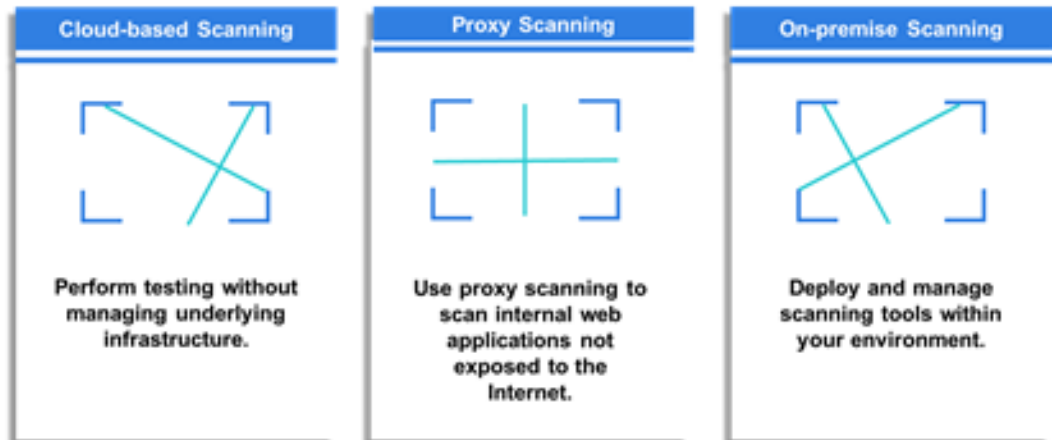 Cloud-based Scanning
Perform testing without
managing underlying
infrastructure.
Proxy Scanning
Use proxy scanning to
scan internal web
applications not
exposed to the
Internet.
On-premise Scanning
Deploy and manage
scanning tools within
your environment.